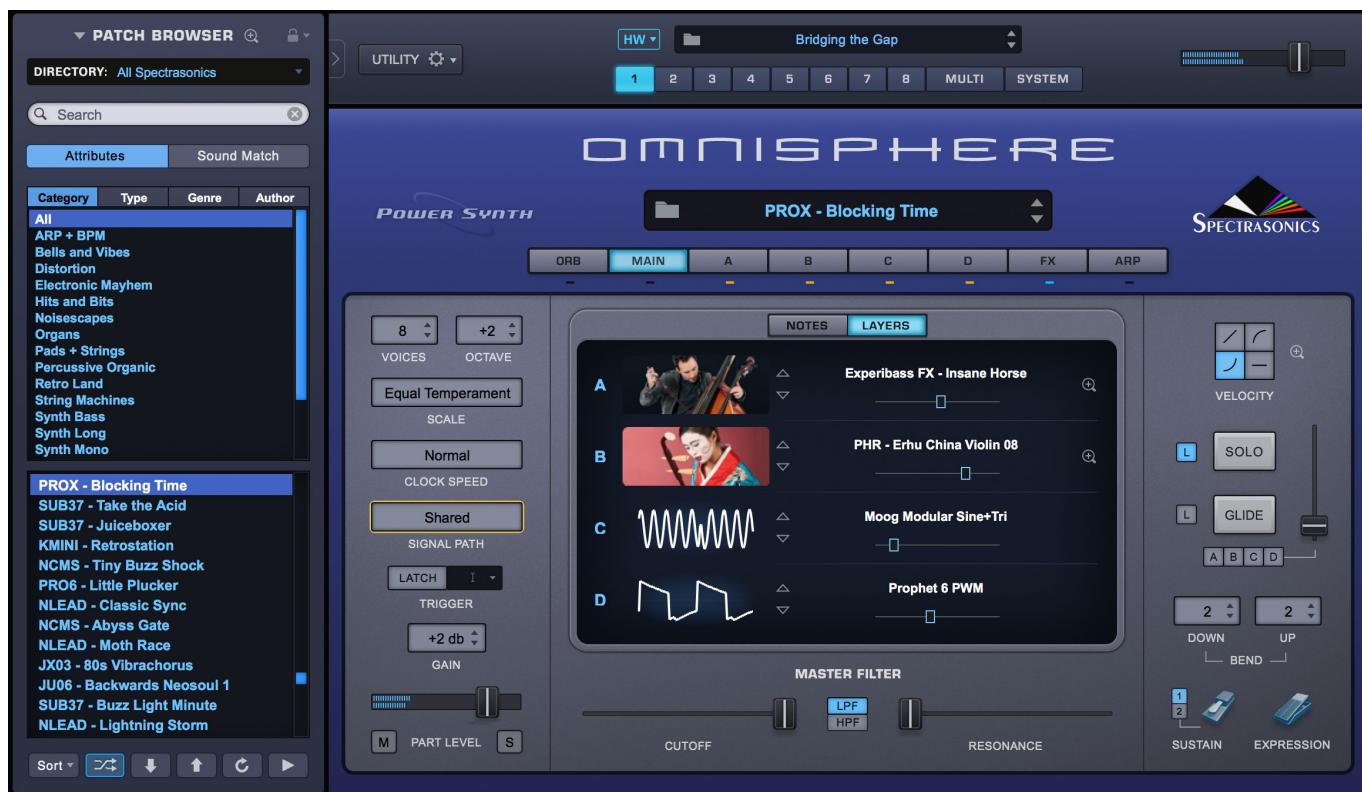 PATCH BROWSER
DIRECTORY: All Spectrasonics
Search
Attributes Sound Match
Category Type Genre Author
All
ARP + BPM
Bells and Vibes
Distortion
Electronic Mayhem
Hits and Bits
Noisescapes
Organs
Pads + Strings
Percussive Organic
Retro Land
String Machines
Synth Bass
Synth Long
Synth Mono
PROX - Blocking Time
SUB37 - Take the Acid
SUB37 - Juiceboxer
KMINI - Retrostation
NCMS - Tiny Buzz Shock
PRO6 - Little Plucker
NLEAD - Classic Sync
NCMS - Abyss Gate
NLEAD - Moth Race
JX03 - 80s Vibrachorus
JU06 - Backwards Neosoul 1
SUB37 - Buzz Light Minute
NLEAD - Lightning Storm
Sort
UTILITY
HW Bridging the Gap
1 2 3 4 5 6 7 8 MULTI SYSTEM
OMNISPHERE
POWER SYNTH
PROX - Blocking Time
SPECTRASONICS
ORB MAIN A B C D FX ARP
8 +2
VOICES OCTAVE
Equal Temperament
SCALE
Normal
CLOCK SPEED
Shared
SIGNAL PATH
LATCH I
TRIGGER
+2 db
GAIN
M PART LEVEL S
NOTES LAYERS
A Experibass FX - Insane Horse
B PHR - Erhu China Violin 08
C Moog Modular Sine+Tri
D Prophet 6 PWM
MASTER FILTER
LPF
HPF
CUTOFF RESONANCE
VELOCITY
L SOLO
L GLIDE
A B C D
2 2
DOWN UP
BEND
1
2
SUSTAIN EXPRESSION